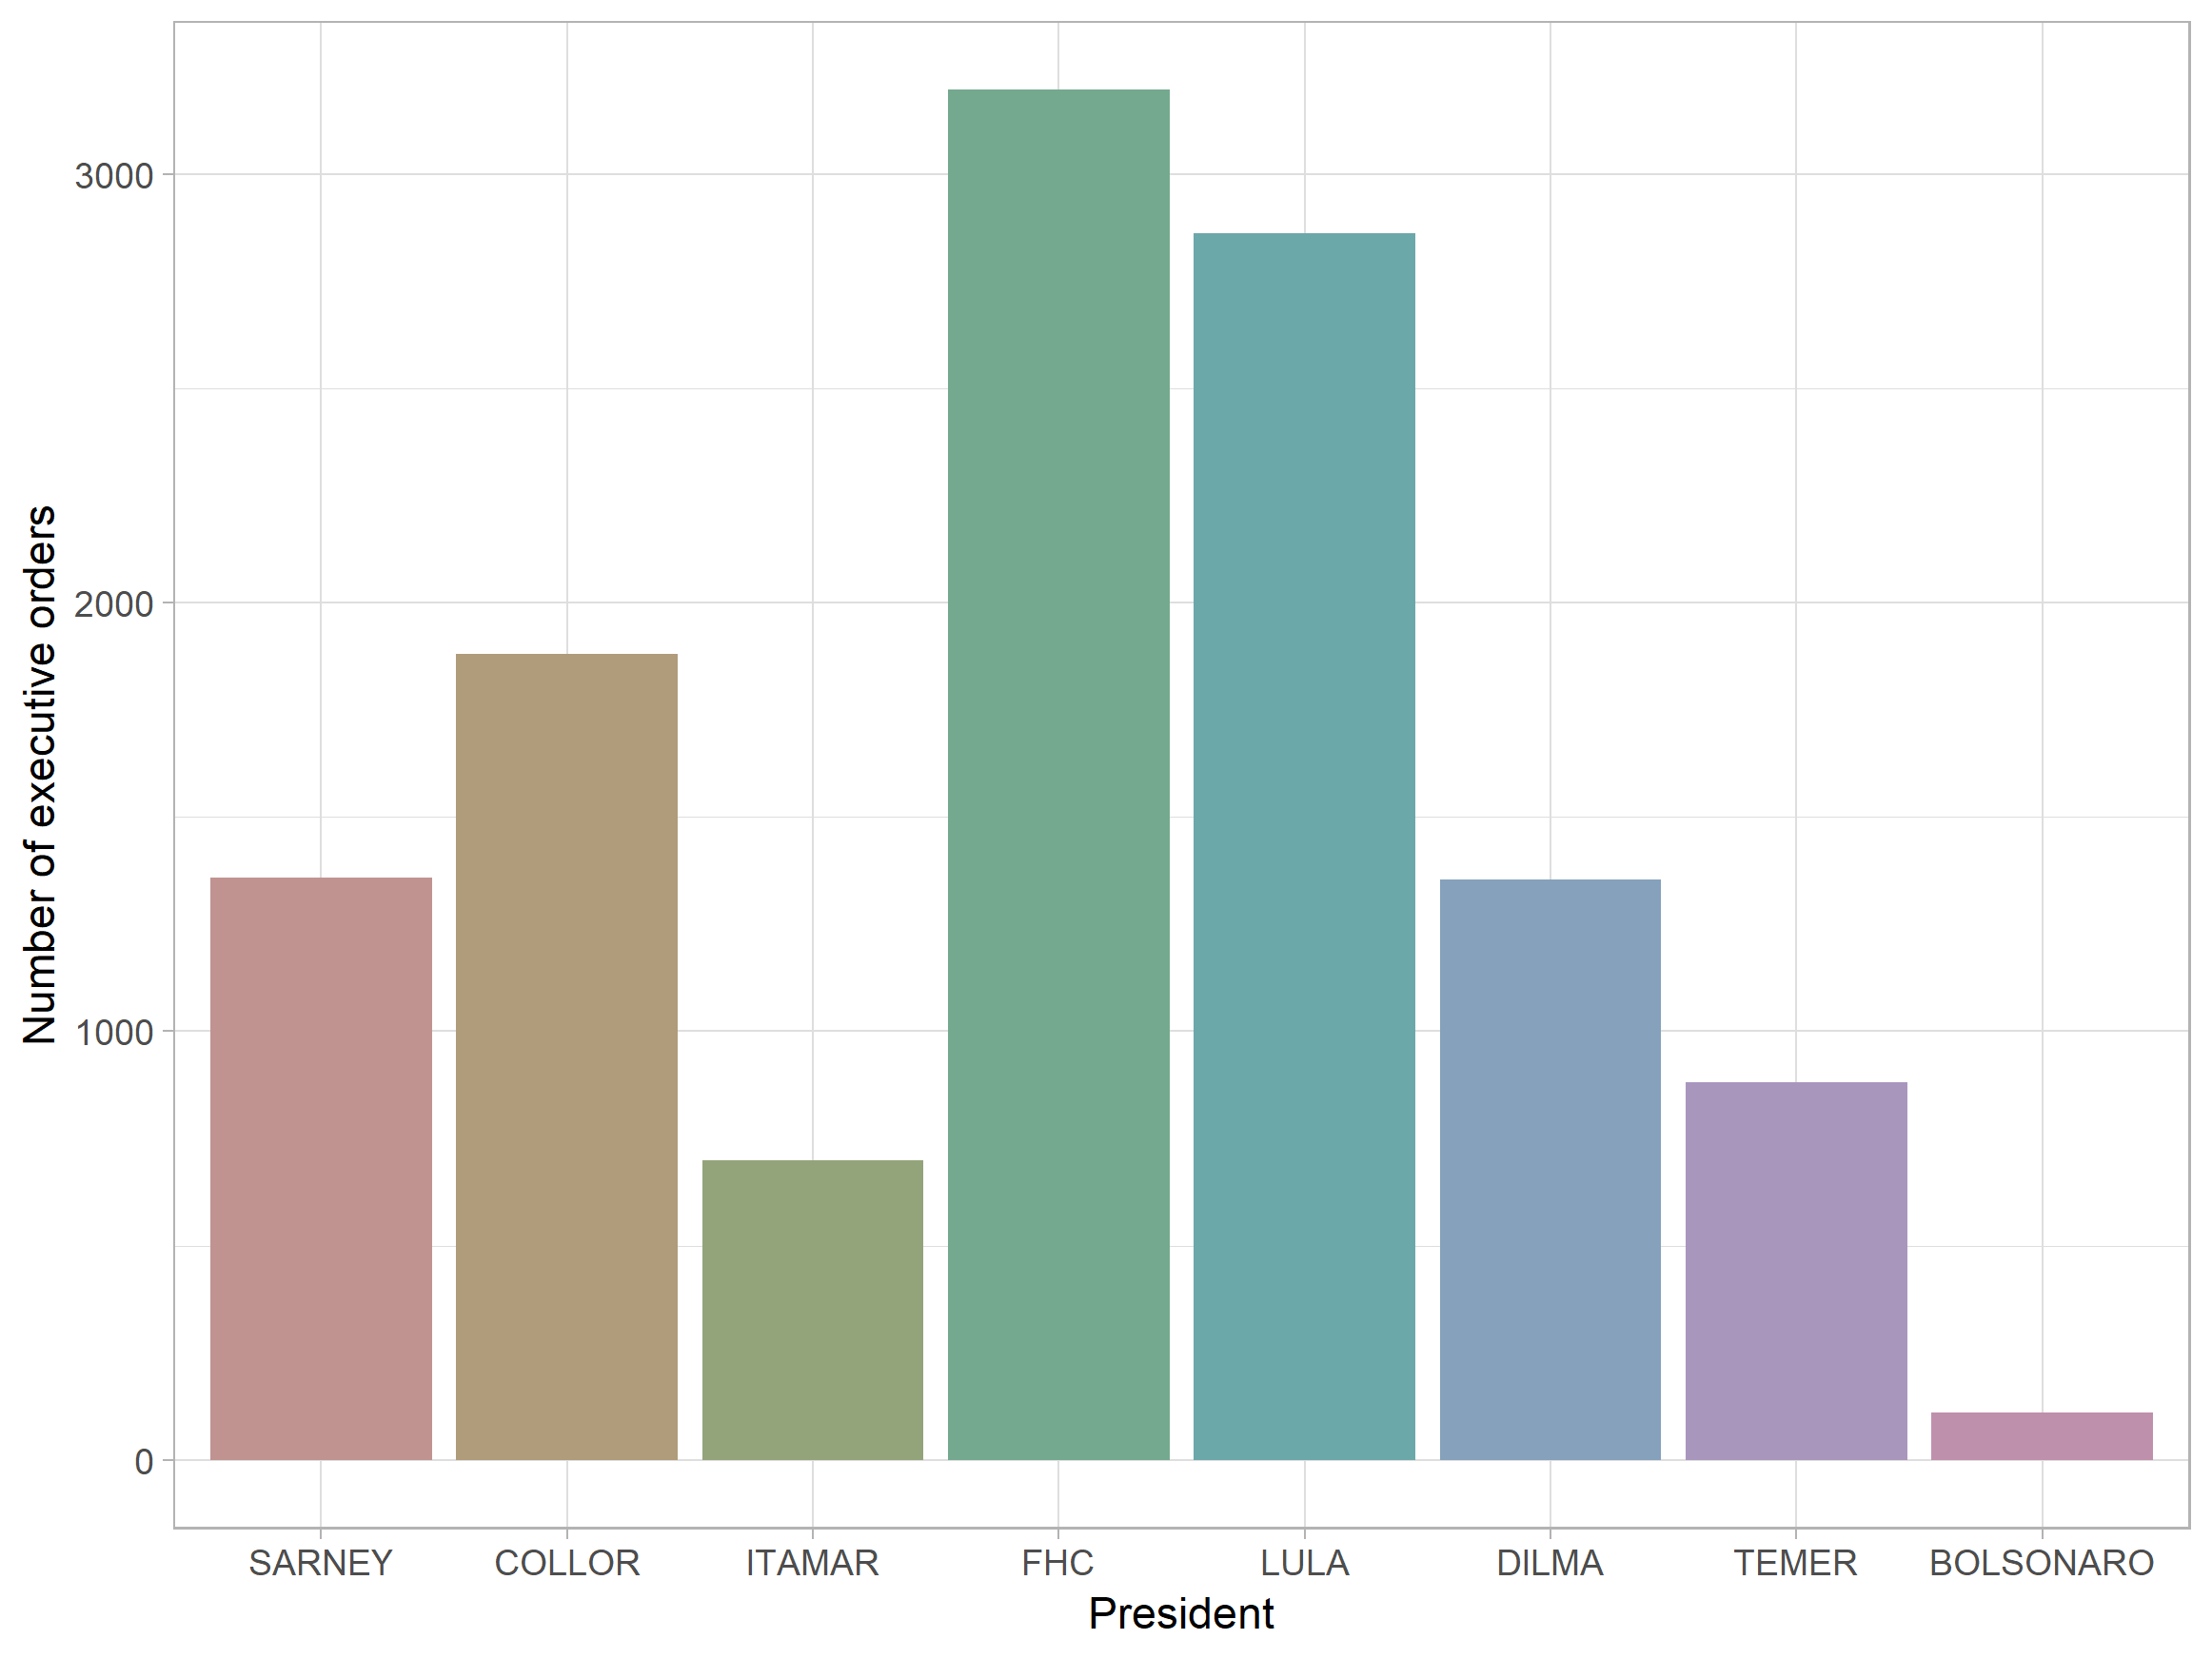 Number of executive orders
3000
2000
1000
0
SARNEY COLLOR ITAMAR FHC LULA DILMA TEMER BOLSONARO
President